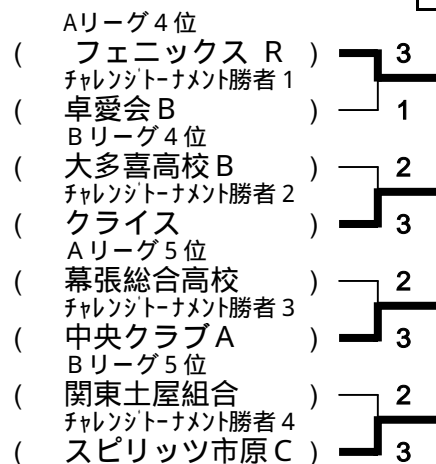 Aリーグ４位
( フェニックス R ) 3
ﾁｬﾚﾝｼﾞﾄｰﾅﾒﾝﾄ勝者１
( 卓愛会Ｂ ) 1
Ｂリーグ４位
( 大多喜高校Ｂ ) 2
ﾁｬﾚﾝｼﾞﾄｰﾅﾒﾝﾄ勝者２
( クライス ) 3
Ａリーグ５位
( 幕張総合高校 ) 2
ﾁｬﾚﾝｼﾞﾄｰﾅﾒﾝﾄ勝者３
( 中央クラブＡ ) 3
Ｂリーグ５位
( 関東土屋組合 ) 2
ﾁｬﾚﾝｼﾞﾄｰﾅﾒﾝﾄ勝者４
( スピリッツ市原Ｃ ) 3